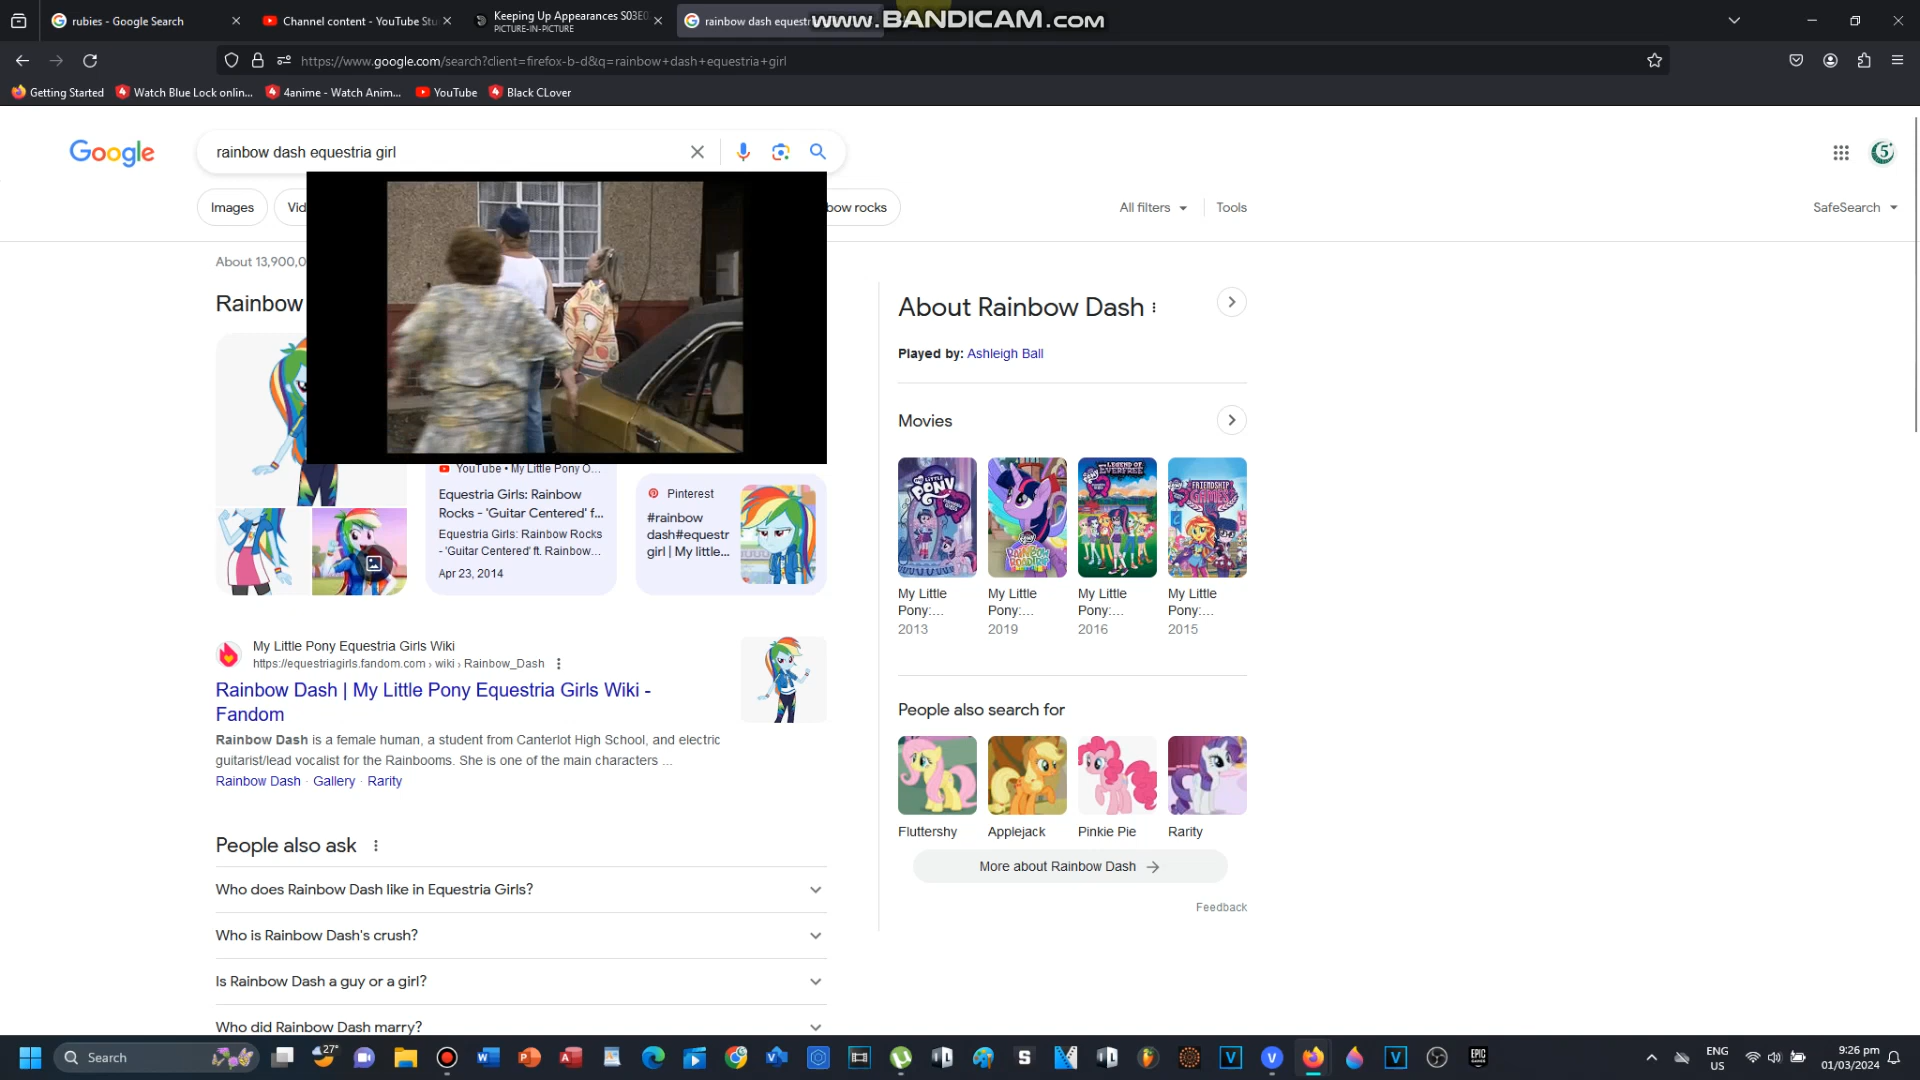 rubies - Google Search
Channel content - YouTube Stu
Keeping Up Appearances S03E0
PICTURE-IN-PICTURE
rainbow dash equestr
www.BANDICAM.com
https://www.google.com/search?client=firefox-b-d&q=rainbow+dash+equestria+girl
Getting Started
Watch Blue Lock onlin...
4anime - Watch Anim...
YouTube
Black CLover
Google
rainbow dash equestria girl
Images
Vid
bow rocks
All filters
Tools
SafeSearch
About 13,900,0
Rainbow
YouTube • My Little Pony O...
Equestria Girls: Rainbow
Rocks - 'Guitar Centered' f...
Equestria Girls: Rainbow Rocks
- 'Guitar Centered' ft. Rainbow...
Apr 23, 2014
Pinterest
#rainbow
dash#equestr
girl | My little...
My Little Pony Equestria Girls Wiki
https://equestriagirls.fandom.com › wiki › Rainbow_Dash
Rainbow Dash | My Little Pony Equestria Girls Wiki -
Fandom
Rainbow Dash is a female human, a student from Canterlot High School, and electric
guitarist/lead vocalist for the Rainbooms. She is one of the main characters ...
Rainbow Dash · Gallery · Rarity
People also ask
Who does Rainbow Dash like in Equestria Girls?
Who is Rainbow Dash's crush?
Is Rainbow Dash a guy or a girl?
Who did Rainbow Dash marry?
About Rainbow Dash
Played by: Ashleigh Ball
Movies
MY LITTLE PONY
RAINBOW ROADTRIP
LEGEND OF EVERFREE
FRIENDSHIP GAMES
My Little
Pony:...
2013
My Little
Pony:...
2019
My Little
Pony:...
2016
My Little
Pony:...
2015
People also search for
Fluttershy
Applejack
Pinkie Pie
Rarity
More about Rainbow Dash
Feedback
Search
27°
EPIC
ENG
US
9:26 pm
01/03/2024